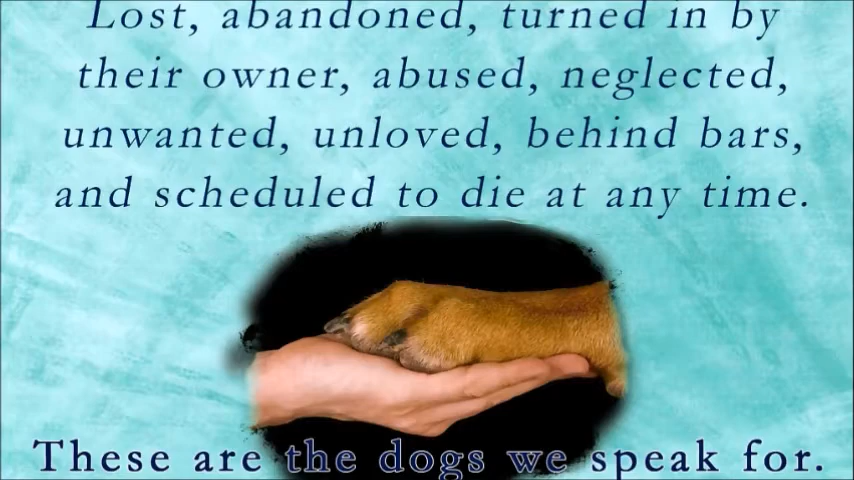 Lost, abandoned, turned in by
their owner, abused, neglected,
unwanted, unloved, behind bars,
and scheduled to die at any time.
These are the dogs we speak for.